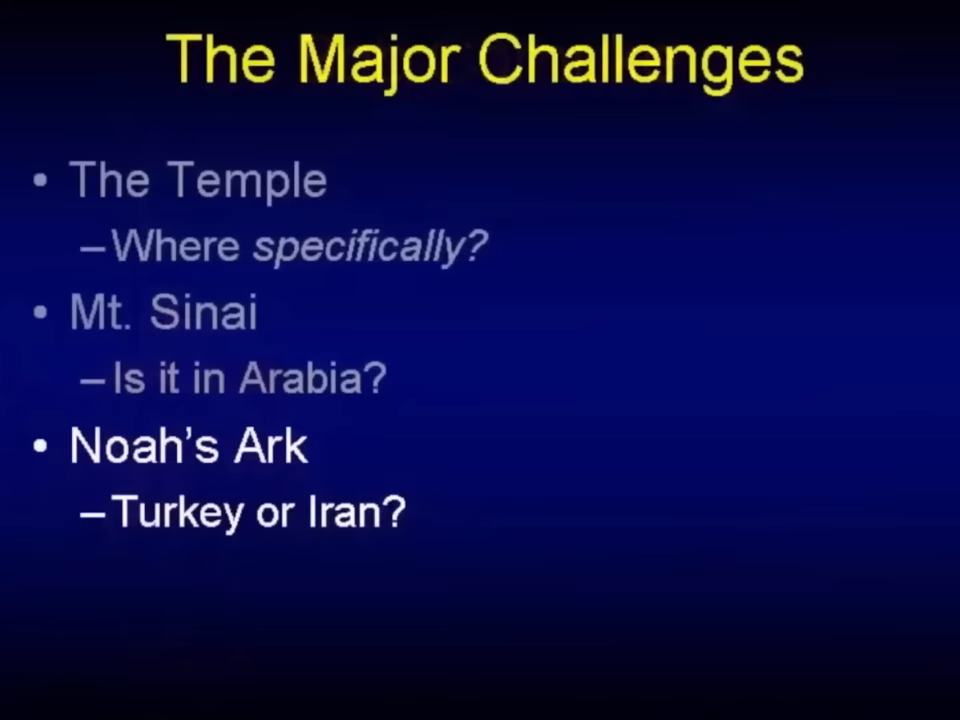 The Major Challenges
• The Temple
–Where specifically?
• Mt. Sinai
–Is it in Arabia?
• Noah’s Ark
–Turkey or Iran?